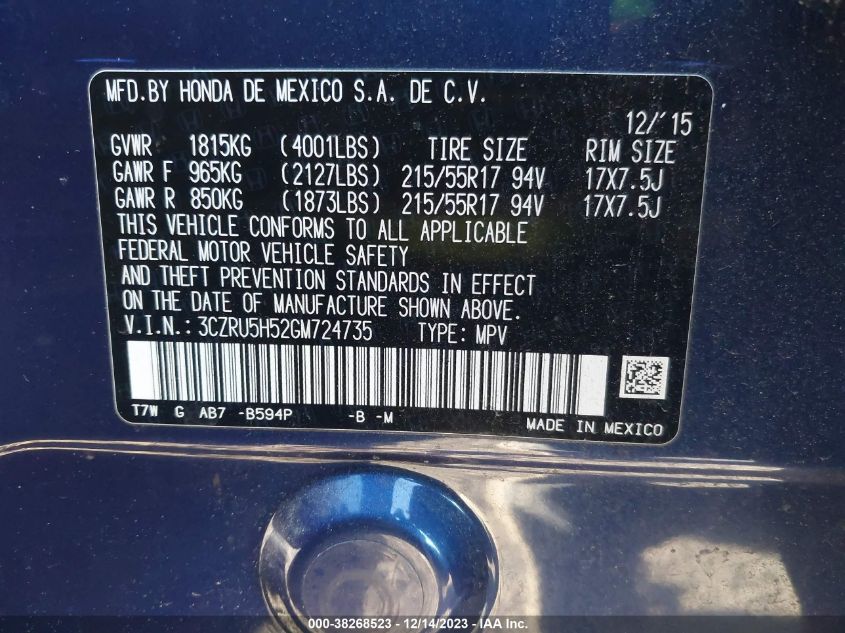 MFD.BY HONDA DE MEXICO S.A. DE C.V.
12/'15
GVWR 1815KG (4001LBS) TIRE SIZE RIM SIZE
GAWR F 965KG (2127LBS) 215/55R17 94V 17X7.5J
GAWR R 850KG (1873LBS) 215/55R17 94V 17X7.5J
THIS VEHICLE CONFORMS TO ALL APPLICABLE
FEDERAL MOTOR VEHICLE SAFETY
AND THEFT PREVENTION STANDARDS IN EFFECT
ON THE DATE OF MANUFACTURE SHOWN ABOVE.
V.I.N.: 3CZRU5H52GM724735 TYPE: MPV
T7W G AB7 -B594P -B -M
MADE IN MEXICO
000-38268523 - 12/14/2023 - IAA Inc.